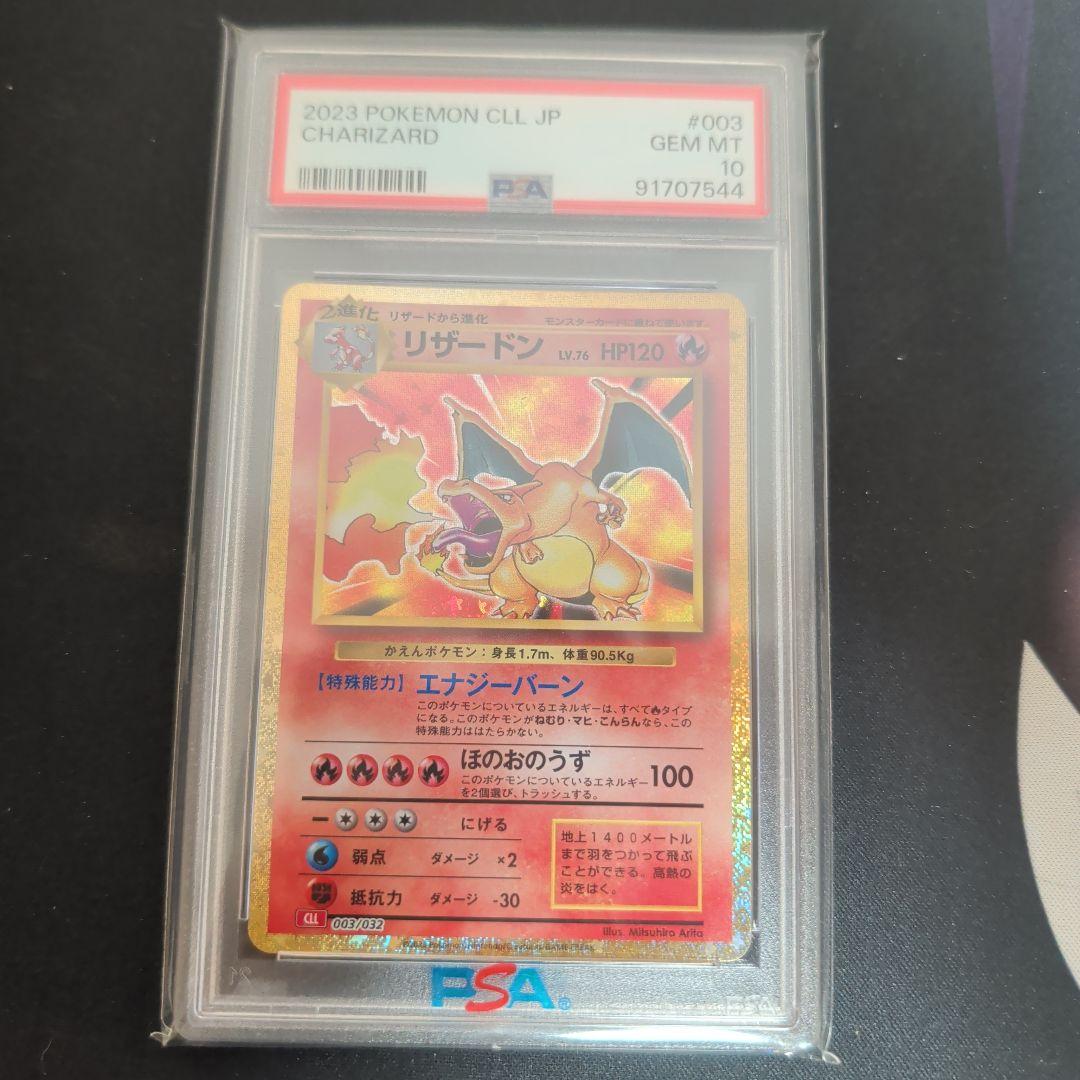 2023 POKEMON CLL JP #003
CHARIZARD GEM MT
10
PSA 91707544
2進化 リザードから進化 モンスターカードに重ねて使います。
リザードン LV.76 HP120
かえんポケモン：身長1.7m、体重90.5Kg
【特殊能力】エナジーバーン
このポケモンについているエネルギーは、すべてタイプ
になる。このポケモンがねむり・マヒ・こんらんなら、この
特殊能力ははたらかない。
ほのおのうず 100
このポケモンについているエネルギー
を2個選び、トラッシュする。
にげる
弱点 ダメージ ×2
抵抗力 ダメージ -30
地上1400メートル
まで羽をつかって飛ぶ
ことができる。高熱の
炎をはく。
CLL 003/032
Illus. Mitsuhiro Arita
PSA®
PSA